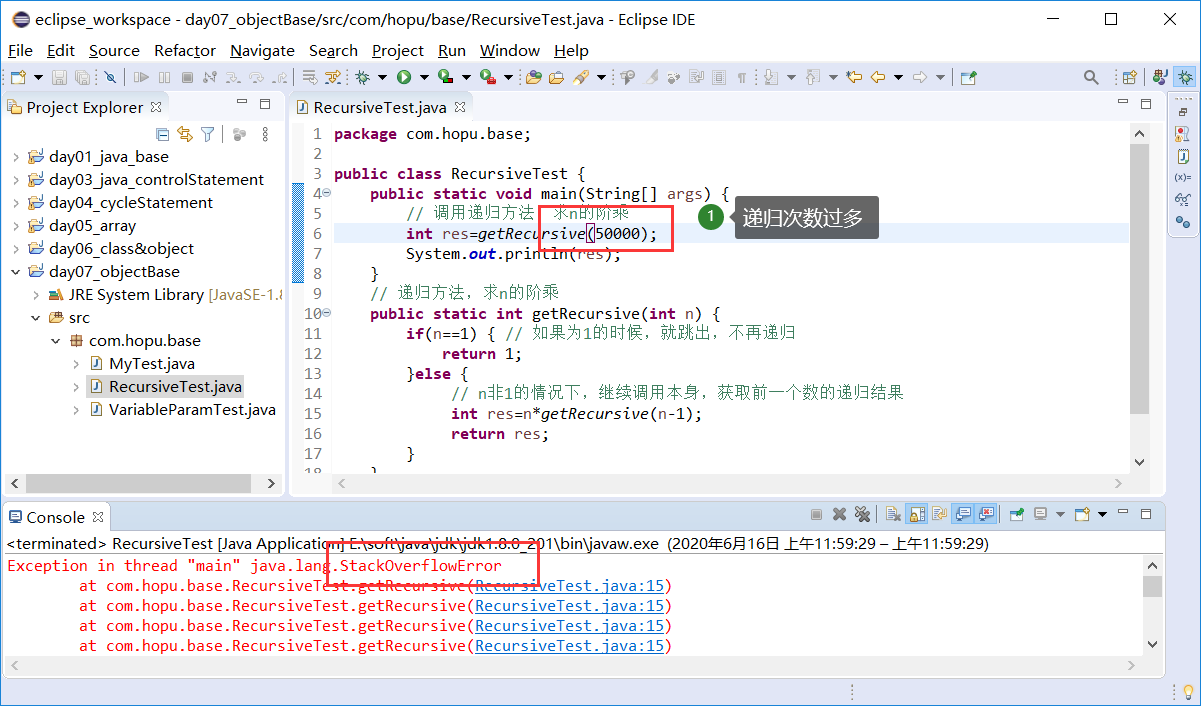 eclipse_workspace - day07_objectBase/src/com/hopu/base/RecursiveTest.java - Eclipse IDE
File Edit Source Refactor Navigate Search Project Run Window Help
Project Explorer
day01_java_base
day03_java_controlStatement
day04_cycleStatement
day05_array
day06_class&object
day07_objectBase
JRE System Library [JavaSE-1.8
src
com.hopu.base
MyTest.java
RecursiveTest.java
VariableParamTest.java
RecursiveTest.java
1 package com.hopu.base;
2
3 public class RecursiveTest {
4 public static void main(String[] args) {
5 // 调用递归方法 求n的阶乘
6 int res=getRecursive(50000);
7 System.out.println(res);
8 }
9 // 递归方法，求n的阶乘
10 public static int getRecursive(int n) {
11 if(n==1) { // 如果为1的时候，就跳出，不再递归
12 return 1;
13 }else {
14 // n非1的情况下，继续调用本身，获取前一个数的递归结果
15 int res=n*getRecursive(n-1);
16 return res;
17 }
18 }
1 递归次数过多
Console
<terminated> RecursiveTest [Java Application] E:\soft\java\jdk\jdk1.8.0_201\bin\javaw.exe (2020年6月16日 上午11:59:29 – 上午11:59:29)
Exception in thread "main" java.lang.StackOverflowError
at com.hopu.base.RecursiveTest.getRecursive(RecursiveTest.java:15)
at com.hopu.base.RecursiveTest.getRecursive(RecursiveTest.java:15)
at com.hopu.base.RecursiveTest.getRecursive(RecursiveTest.java:15)
at com.hopu.base.RecursiveTest.getRecursive(RecursiveTest.java:15)